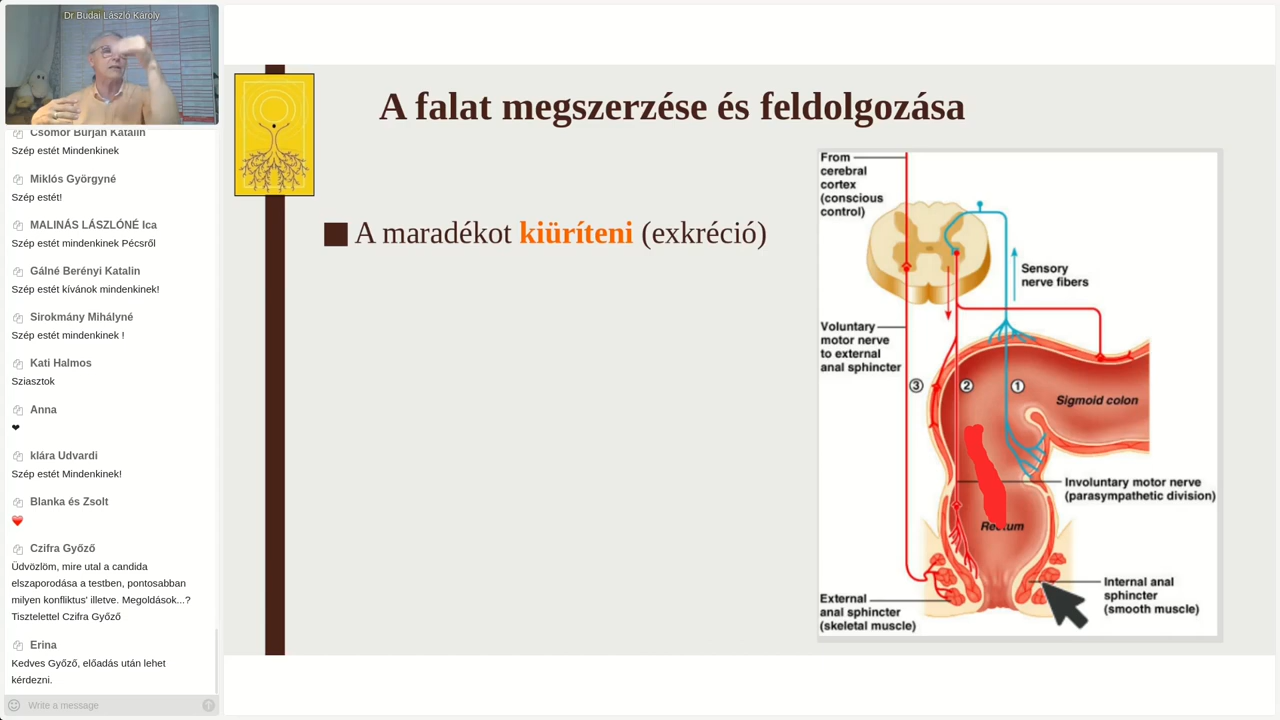 Dr Budai László Károly
Csomor Burján Katalin
Szép estét Mindenkinek
Miklós Györgyné
Szép estét!
MALINÁS LÁSZLÓNÉ Ica
Szép estét mindenkinek Pécsről
Gálné Berényi Katalin
Szép estét kívánok mindenkinek!
Sirokmány Mihályné
Szép estét mindenkinek !
Kati Halmos
Sziasztok
Anna
❤
klára Udvardi
Szép estét Mindenkinek!
Blanka és Zsolt
❤️
Czifra Győző
Üdvözlöm, mire utal a candida
elszaporodása a testben, pontosabban
milyen konfliktus' illetve. Megoldások...?
Tisztelettel Czifra Győző
Erina
Kedves Győző, előadás után lehet
kérdezni.
Write a message
A falat megszerzése és feldolgozása
A maradékot kiüríteni (exkréció)
From
cerebral
cortex
(conscious
control)
Sensory
nerve fibers
Voluntary
motor nerve
to external
anal sphincter
③ ② ①
Sigmoid colon
Involuntary motor nerve
(parasympathetic division)
Rectum
Internal anal
sphincter
(smooth muscle)
External
anal sphincter
(skeletal muscle)